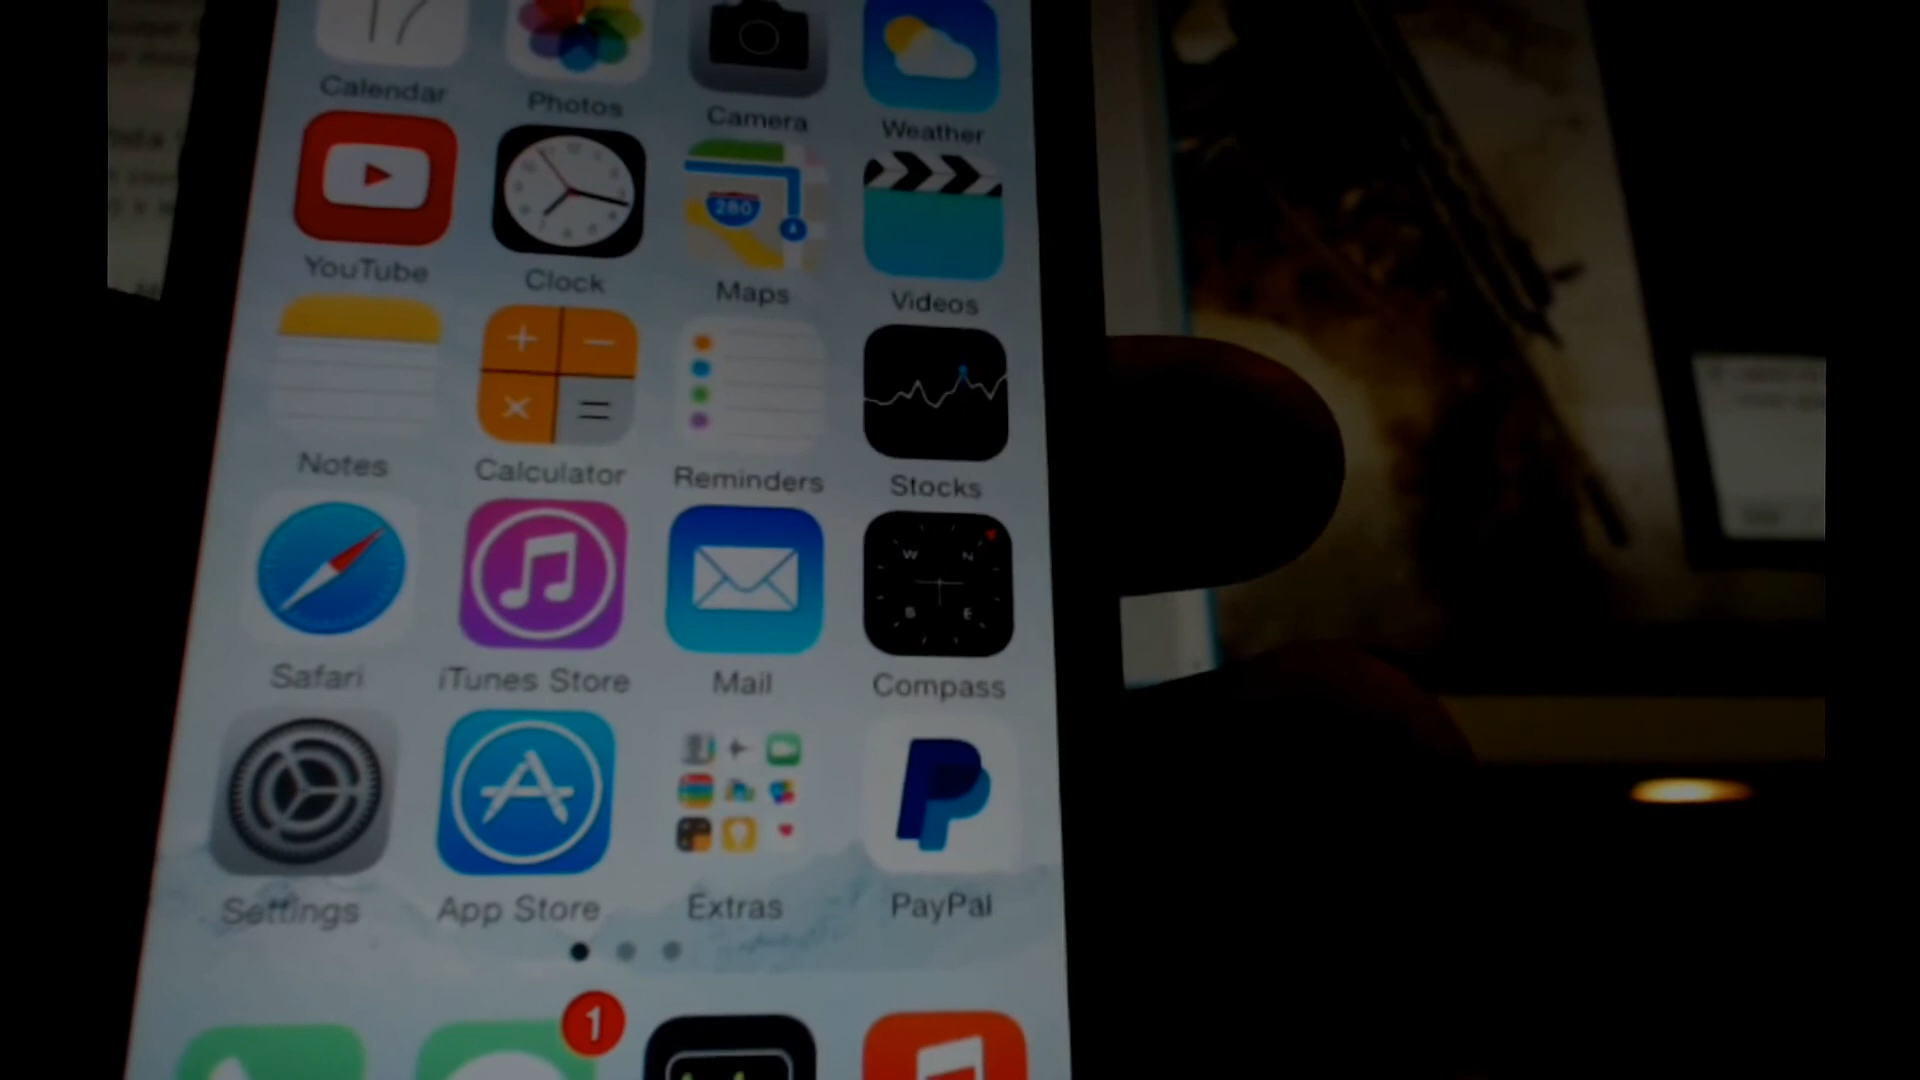 Calendar Photos Camera Weather
280
YouTube Clock Maps Videos
Notes Calculator Reminders Stocks
W N
S E
Safari iTunes Store Mail Compass
Settings App Store Extras PayPal
1